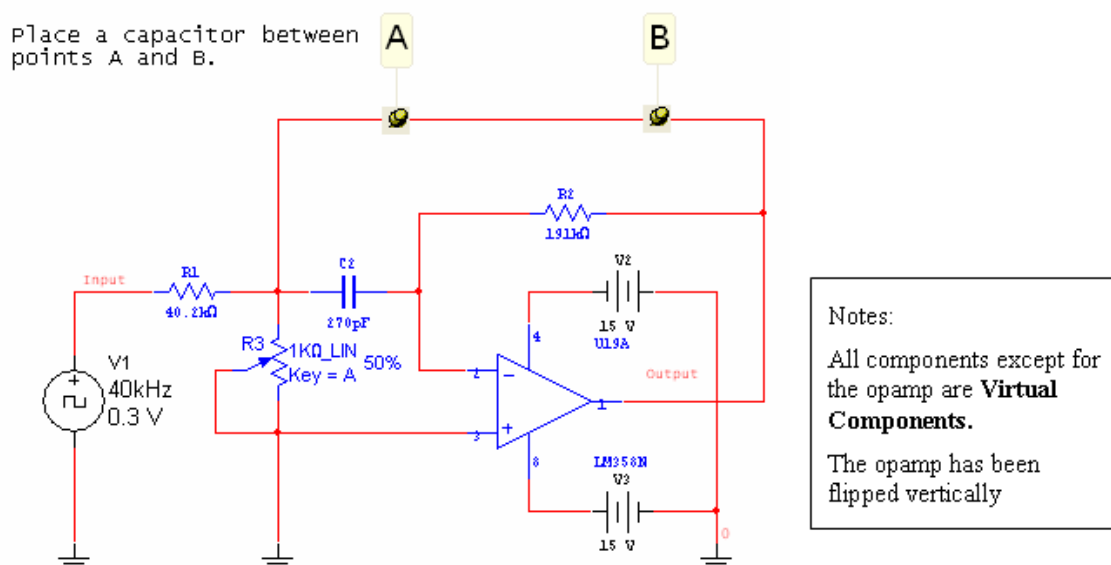 Place a capacitor between
points A and B.
A
B
R2
191kΩ
Input
R1
40.2kΩ
C2
270pF
V2
15 V
U19A
4
R3
1KΩ_LIN
50%
Key = A
V1
40kHz
0.3 V
2
3
1
8
Output
LM358N
V3
15 V
0
Notes:
All components except for
the opamp are Virtual
Components.
The opamp has been
flipped vertically